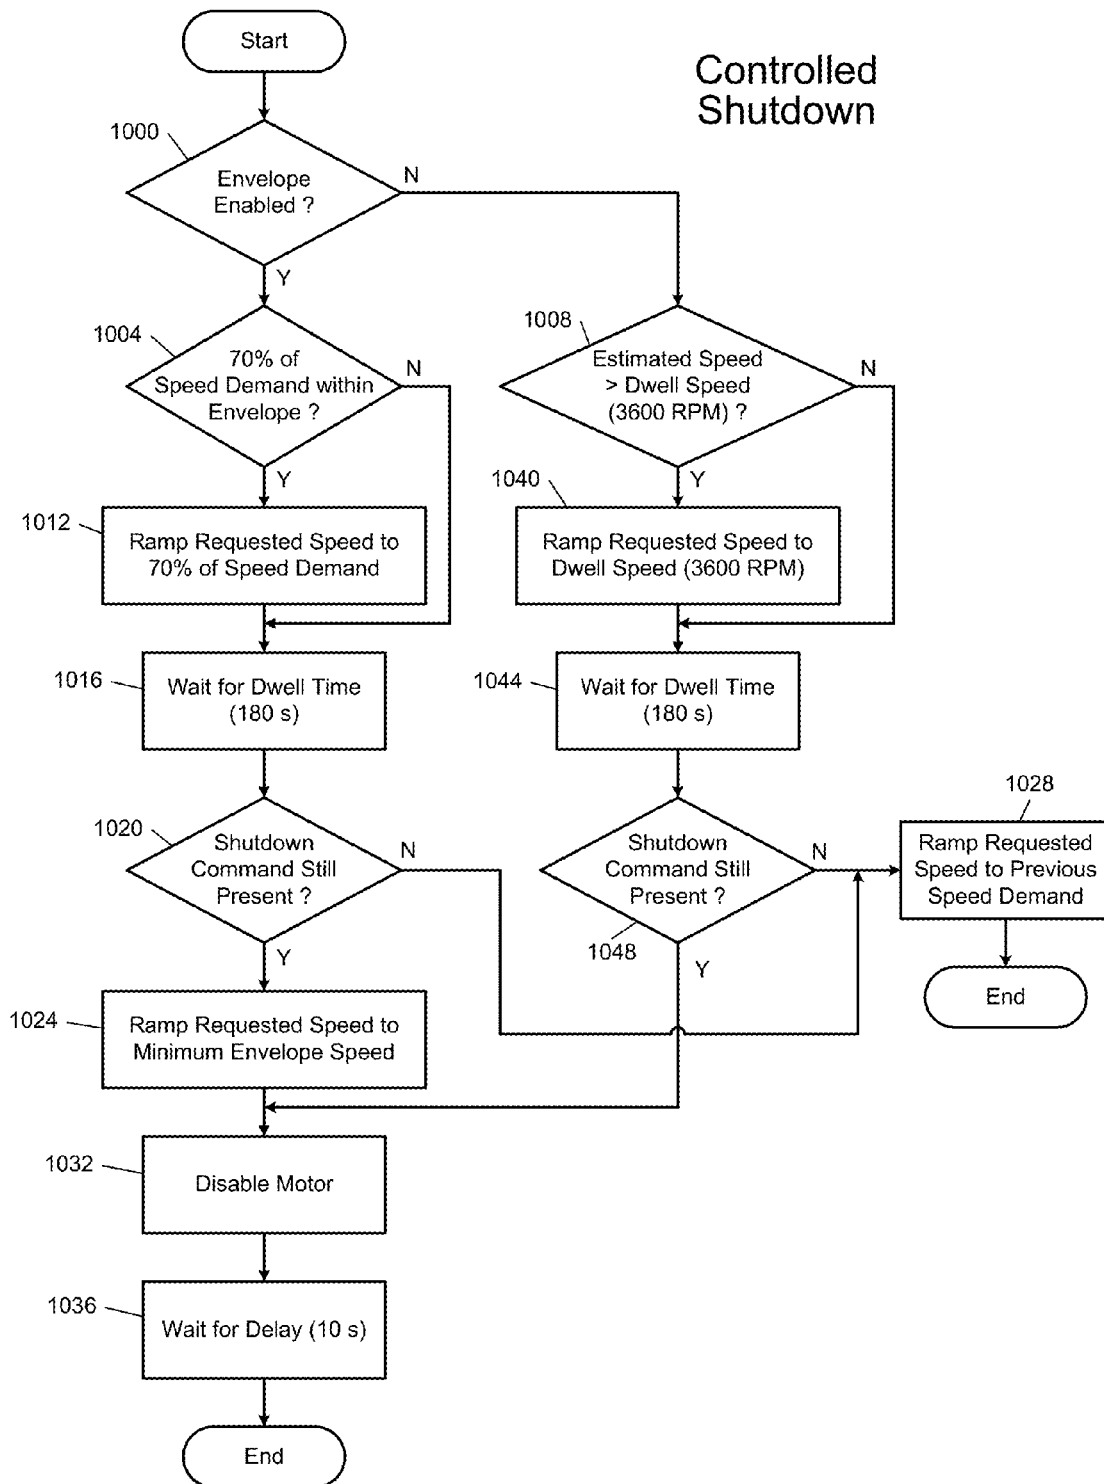 Start
Controlled
Shutdown
1000
Envelope
Enabled ?
N
Y
1004
70% of
Speed Demand within
Envelope ?
N
Y
1008
Estimated Speed
> Dwell Speed
(3600 RPM) ?
N
Y
1012
Ramp Requested Speed to
70% of Speed Demand
1040
Ramp Requested Speed to
Dwell Speed (3600 RPM)
1016
Wait for Dwell Time
(180 s)
1044
Wait for Dwell Time
(180 s)
1020
Shutdown
Command Still
Present ?
N
Y
Shutdown
Command Still
Present ?
1048
N
Y
1028
Ramp Requested
Speed to Previous
Speed Demand
End
1024
Ramp Requested Speed to
Minimum Envelope Speed
1032
Disable Motor
1036
Wait for Delay (10 s)
End